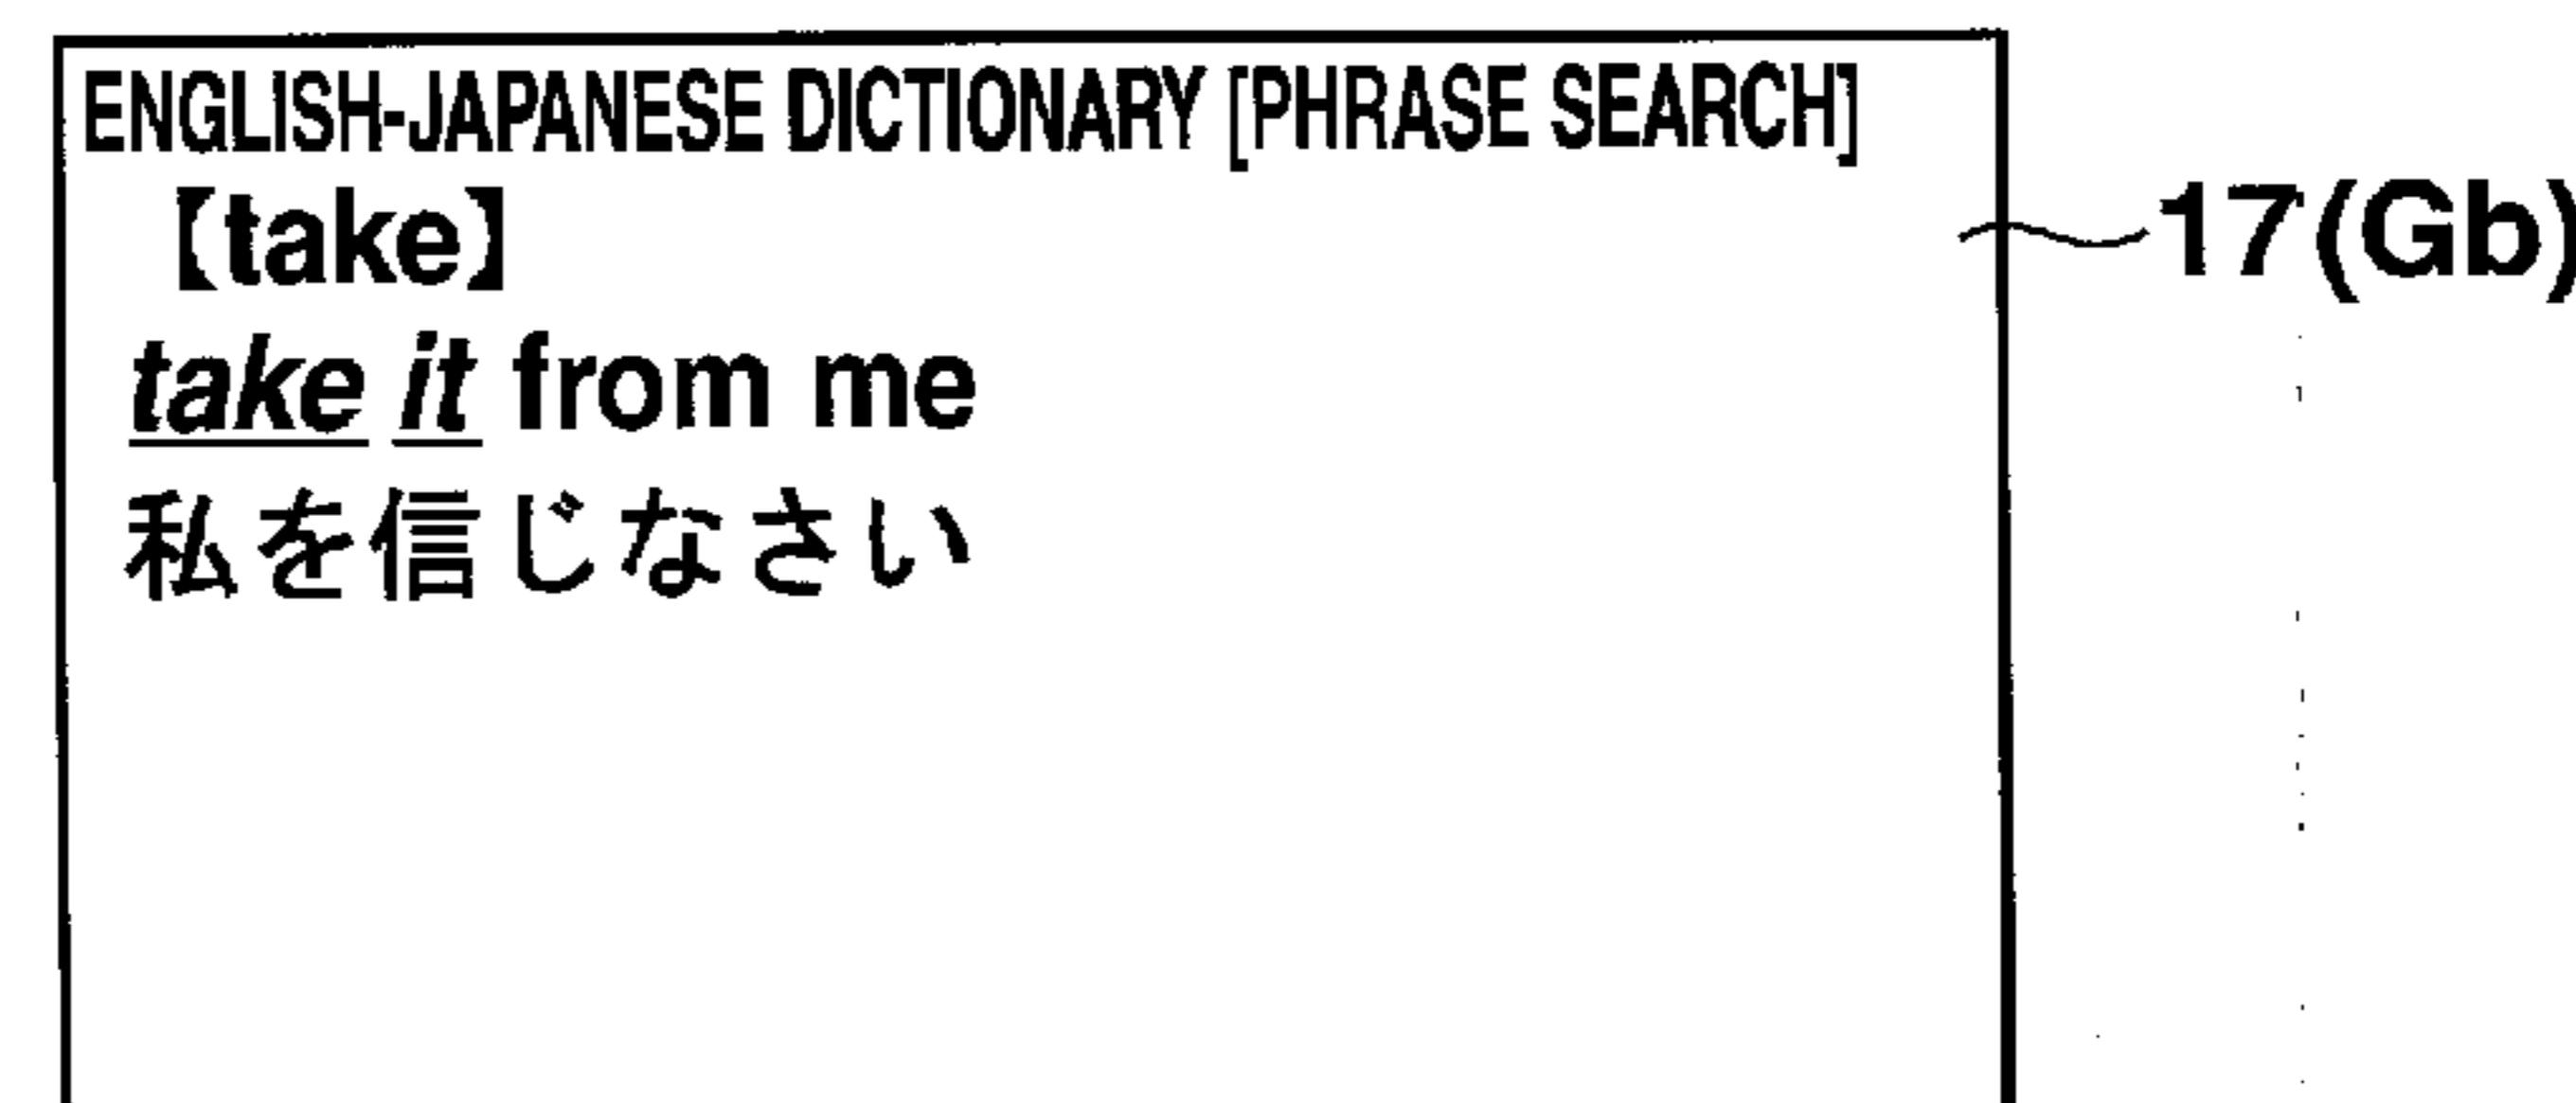 ENGLISH-JAPANESE DICTIONARY [PHRASE SEARCH]
【take】
17(Gb)
take it from me
私を信じなさい